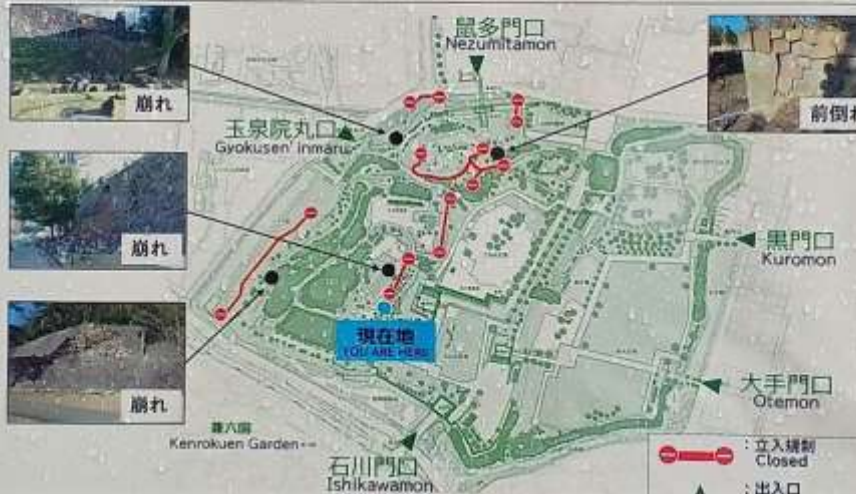 鼠多門口
Nezumitamon
崩れ
前倒れ
玉泉院丸口
Gyokusen'inmaru
崩れ
黒門口
Kuromon
崩れ
現在地
YOU ARE HERE
大手門口
Otemon
兼六園
Kenrokuen Garden
石川門口
Ishikawamon
：立入規制
Closed
：出入口